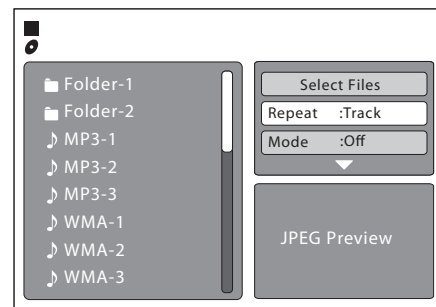 Folder-1
Folder-2
MP3-1
MP3-2
MP3-3
WMA-1
WMA-2
WMA-3
Select Files
Repeat :Track
Mode :Off
JPEG Preview